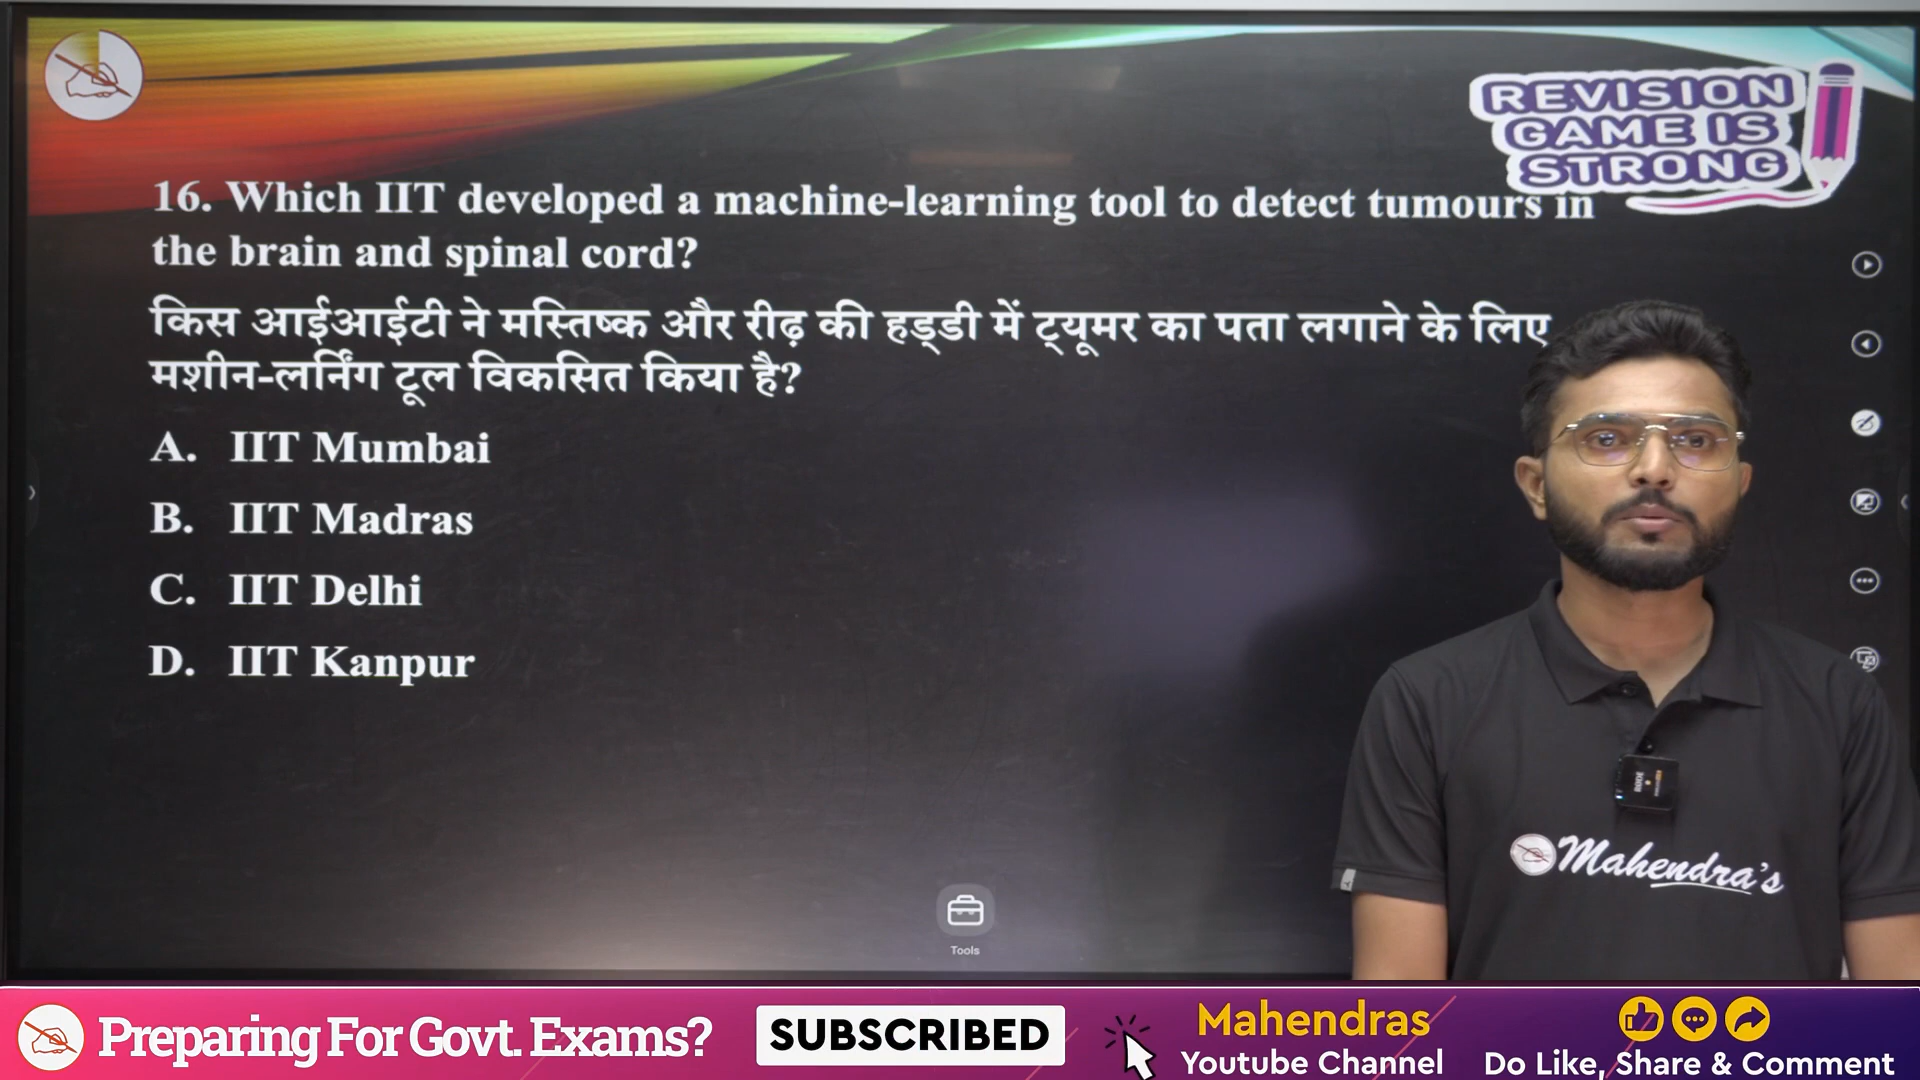 REVISION
GAME IS
STRONG
16. Which IIT developed a machine-learning tool to detect tumours in
the brain and spinal cord?
किस आईआईटी ने मस्तिष्क और रीढ़ की हड्डी में ट्यूमर का पता लगाने के लिए
मशीन-लर्निंग टूल विकसित किया है?
A. IIT Mumbai
B. IIT Madras
C. IIT Delhi
D. IIT Kanpur
Tools
RODE
Mahendra's
Preparing For Govt. Exams?
SUBSCRIBED
Mahendras
Youtube Channel
Do Like, Share & Comment